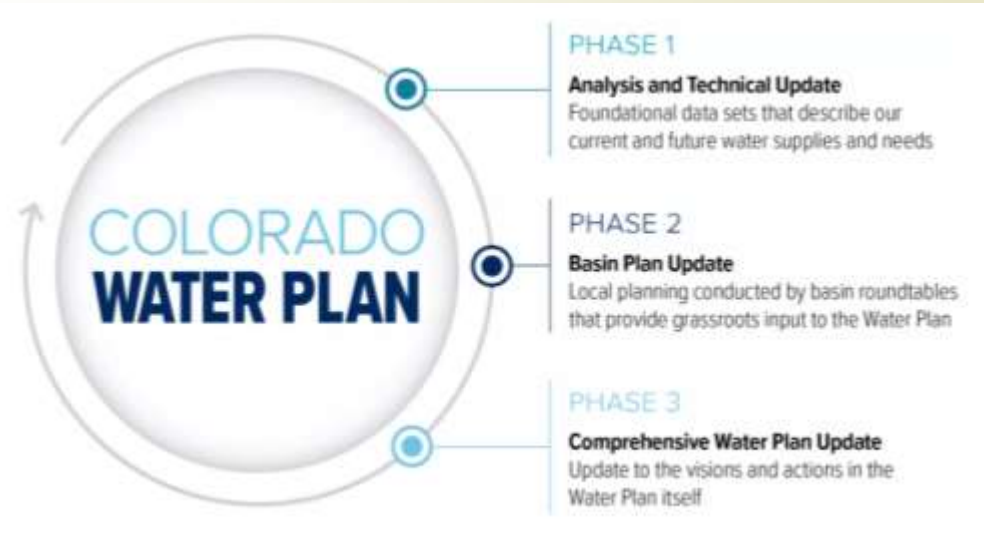 COLORADO
WATER PLAN
PHASE 1
Analysis and Technical Update
Foundational data sets that describe our
current and future water supplies and needs
PHASE 2
Basin Plan Update
Local planning conducted by basin roundtables
that provide grassroots input to the Water Plan
PHASE 3
Comprehensive Water Plan Update
Update to the visions and actions in the
Water Plan itself